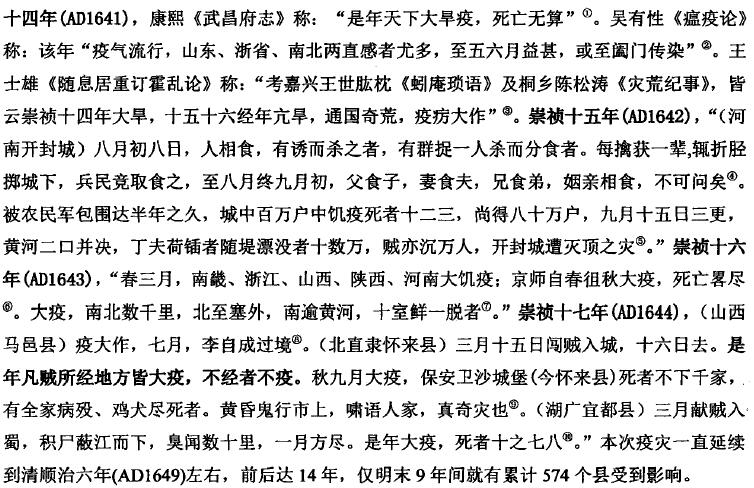 十四年(AD1641)，康熙《武昌府志》称：“是年天下大旱疫，死亡无算”①。吴有性《瘟疫论》
称：该年“疫气流行，山东、浙省、南北两直感者尤多，至五六月益甚，或至阖门传染”②。王
士雄《随息居重订霍乱论》称：“考嘉兴王世肱枕《蚓庵琐语》及桐乡陈松涛《灾荒纪事》，皆
云崇祯十四年大旱，十五十六经年亢旱，通国奇荒，疫疠大作”③。崇祯十五年(AD1642)，“（河
南开封城）八月初八日，人相食，有诱而杀之者，有群捉一人杀而分食者。每擒获一辈,辄折胫
掷城下，兵民竞取食之，至八月终九月初，父食子，妻食夫，兄食弟，姻亲相食，不可问矣④。
被农民军包围达半年之久，城中百万户中饥疫死者十二三，尚得八十万户，九月十五日三更，
黄河二口并决，丁夫荷锸者随堤漂没者十数万，贼亦沉万人，开封城遭灭顶之灾⑤。”崇祯十六
年(AD1643)，“春三月，南畿、浙江、山西、陕西、河南大饥疫；京师自春徂秋大疫，死亡畧尽
⑥。大疫，南北数千里，北至塞外，南逾黄河，十室鲜一脱者⑦。”崇祯十七年(AD1644)，（山西
马邑县）疫大作，七月，李自成过境⑧。（北直隶怀来县）三月十五日闯贼入城，十六日去。是
年凡贼所经地方皆大疫，不经者不疫。秋九月大疫，保安卫沙城堡(今怀来县)死者不下千家，
有全家病殁、鸡犬尽死者。黄昏鬼行市上，啸语人家，真奇灾也⑨。（湖广宜都县）三月献贼入
蜀，积尸蔽江而下，臭闻数十里，一月方尽。是年大疫，死者十之七八⑩。”本次疫灾一直延续
到清顺治六年(AD1649)左右，前后达 14 年，仅明末 9 年间就有累计 574 个县受到影响。